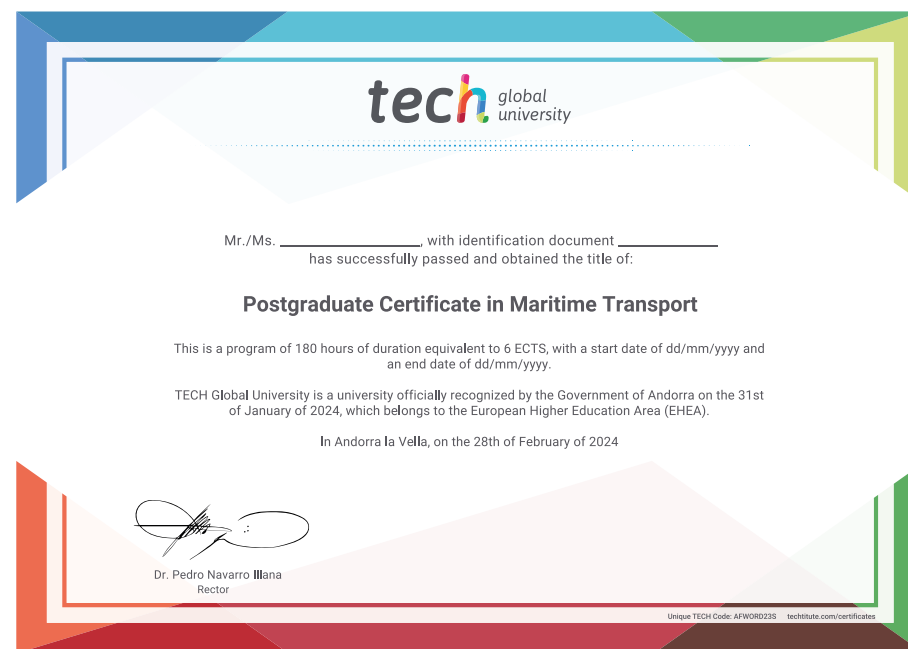 tech global university
Mr./Ms. ____________________, with identification document ______________
has successfully passed and obtained the title of:
Postgraduate Certificate in Maritime Transport
This is a program of 180 hours of duration equivalent to 6 ECTS, with a start date of dd/mm/yyyy and
an end date of dd/mm/yyyy.
TECH Global University is a university officially recognized by the Government of Andorra on the 31st
of January of 2024, which belongs to the European Higher Education Area (EHEA).
In Andorra la Vella, on the 28th of February of 2024
Dr. Pedro Navarro Illana
Rector
Unique TECH Code: AFWORD23S techtitute.com/certificates